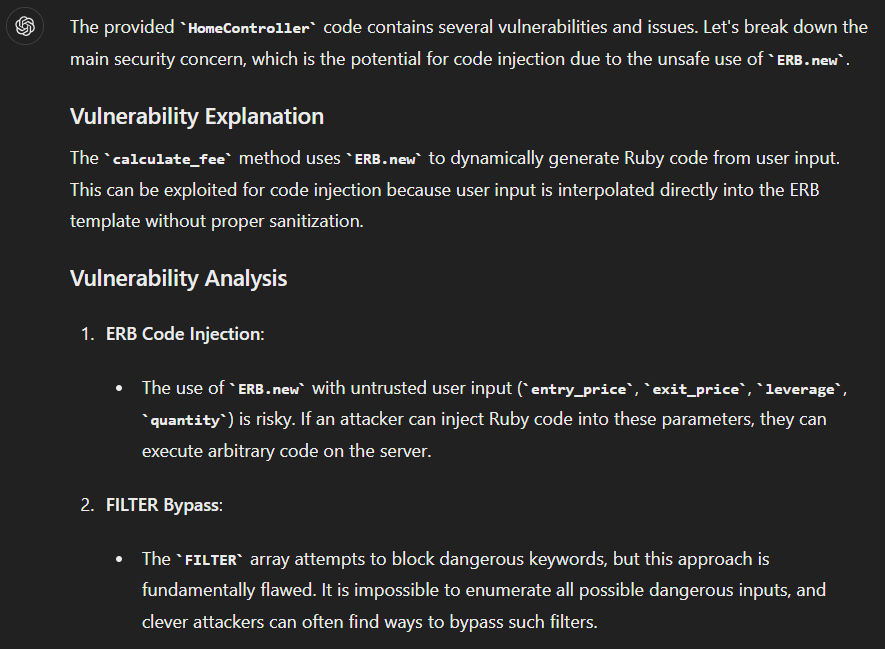 The provided `HomeController` code contains several vulnerabilities and issues. Let's break down the
main security concern, which is the potential for code injection due to the unsafe use of `ERB.new`.
Vulnerability Explanation
The `calculate_fee` method uses `ERB.new` to dynamically generate Ruby code from user input.
This can be exploited for code injection because user input is interpolated directly into the ERB
template without proper sanitization.
Vulnerability Analysis
1. ERB Code Injection:
• The use of `ERB.new` with untrusted user input (`entry_price`, `exit_price`, `leverage`,
`quantity`) is risky. If an attacker can inject Ruby code into these parameters, they can
execute arbitrary code on the server.
2. FILTER Bypass:
• The `FILTER` array attempts to block dangerous keywords, but this approach is
fundamentally flawed. It is impossible to enumerate all possible dangerous inputs, and
clever attackers can often find ways to bypass such filters.